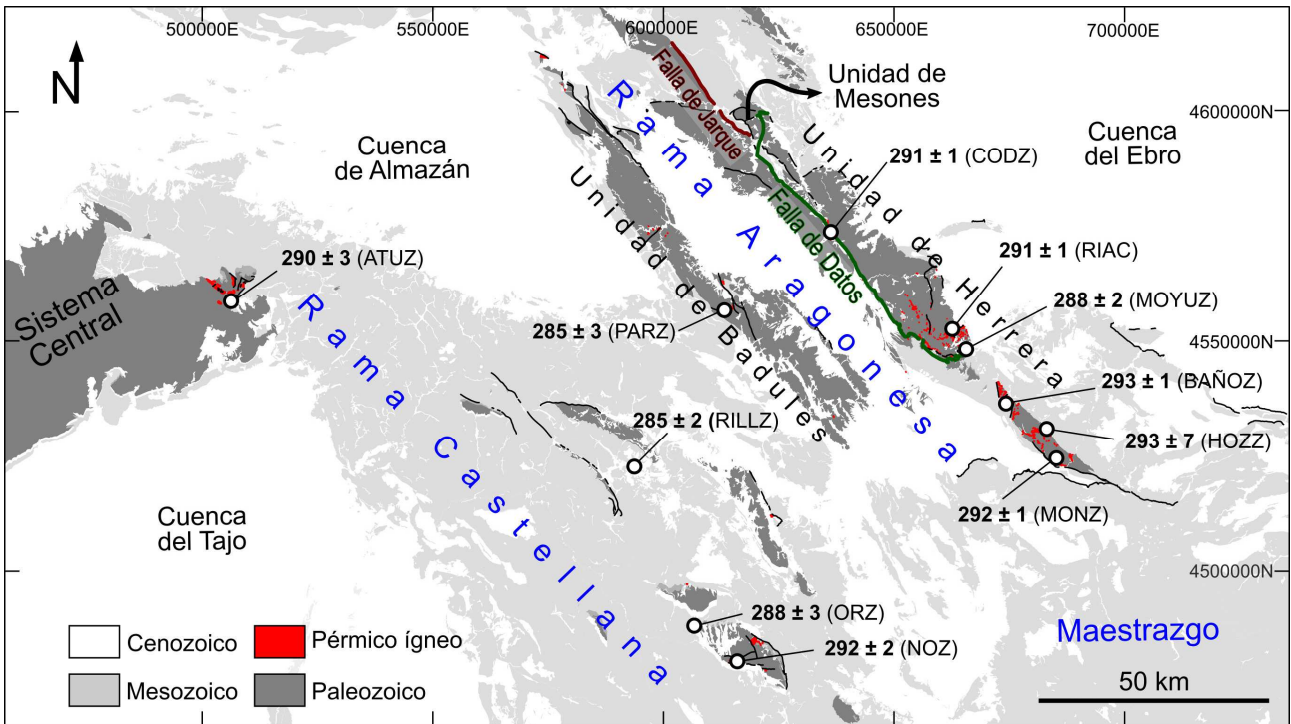 500000E
550000E
600000E
650000E
700000E
N
Falla de Jarque
Unidad de
Mesones
4600000N
Rama Aragonesa
Cuenca
de Almazán
Unidad de Herrera
Cuenca
del Ebro
291 ± 1 (CODZ)
Unidad de Badules
Falla de Datos
290 ± 3 (ATUZ)
291 ± 1 (RIAC)
Sistema
Central
Rama Castellana
288 ± 2 (MOYUZ)
285 ± 3 (PARZ)
4550000N
293 ± 1 (BAÑOZ)
285 ± 2 (RILLZ)
293 ± 7 (HOZZ)
Cuenca
del Tajo
292 ± 1 (MONZ)
4500000N
288 ± 3 (ORZ)
Maestrazgo
292 ± 2 (NOZ)
Cenozoico
Pérmico ígneo
Mesozoico
Paleozoico
50 km